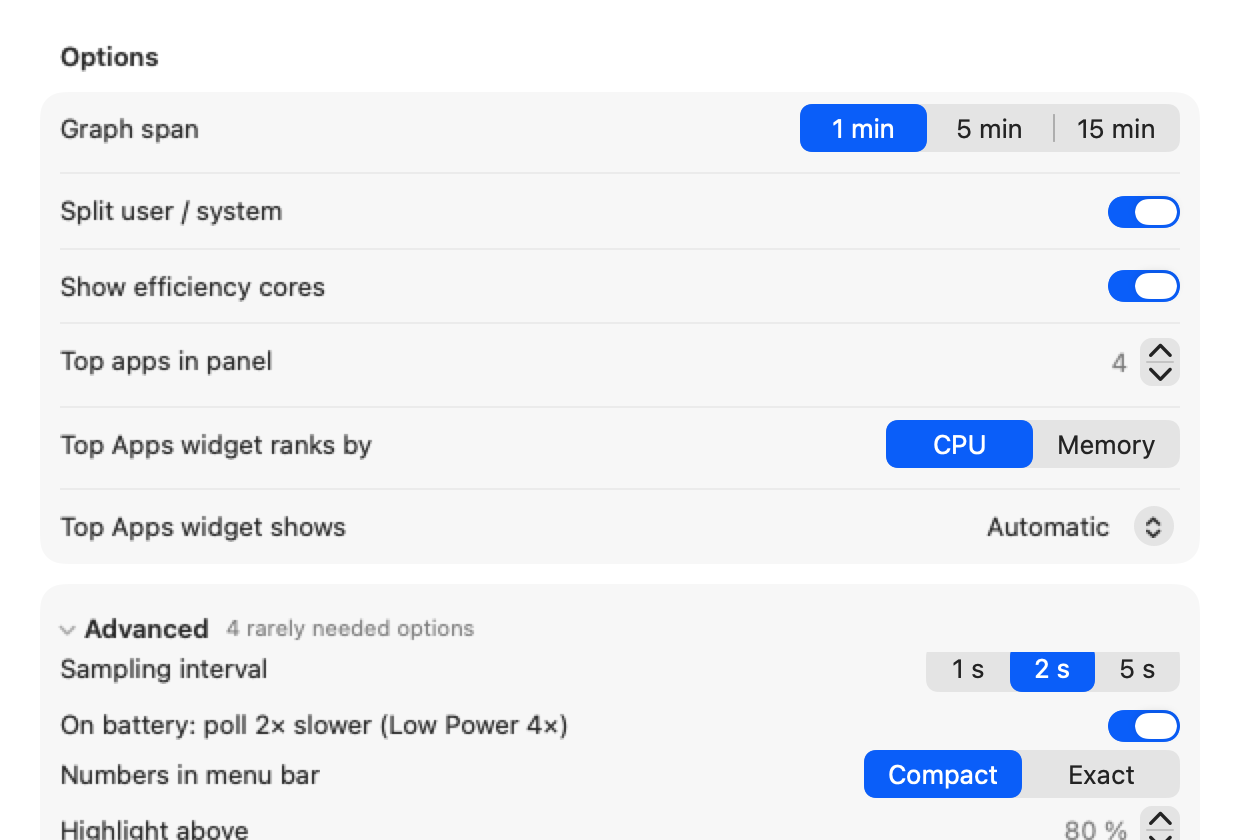 Options
Graph span 1 min 5 min 15 min
Split user / system
Show efficiency cores
Top apps in panel 4
Top Apps widget ranks by CPU Memory
Top Apps widget shows Automatic
Advanced 4 rarely needed options
Sampling interval 1 s 2 s 5 s
On battery: poll 2× slower (Low Power 4×)
Numbers in menu bar Compact Exact
Highlight above 80 %